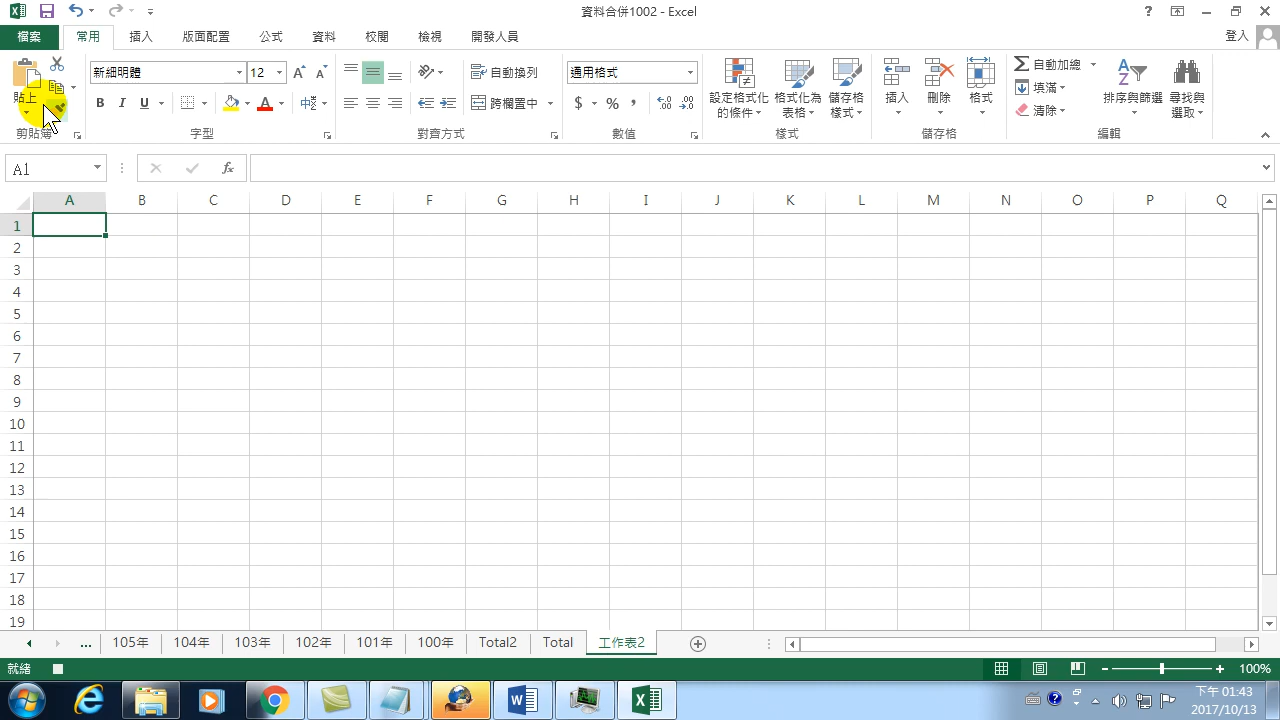 資料合併1002 - Excel
?
檔案 常用 插入 版面配置 公式 資料 校閱 檢視 開發人員 登入
新細明體 12 自動換列 通用格式 自動加總
貼上 B I U A 中 跨欄置中 $ % , 設定格式化的條件 格式化為表格 儲存格樣式 插入 刪除 格式 填滿 清除 排序與篩選 尋找與選取
字型 對齊方式 數值 樣式 儲存格 編輯
A1 fx
A B C D E F G H I J K L M N O P Q
1
2
3
4
5
6
7
8
9
10
11
12
13
14
15
16
17
18
19
... 105年 104年 103年 102年 101年 100年 Total2 Total 工作表2
就緒 100%
下午 01:43
2017/10/13